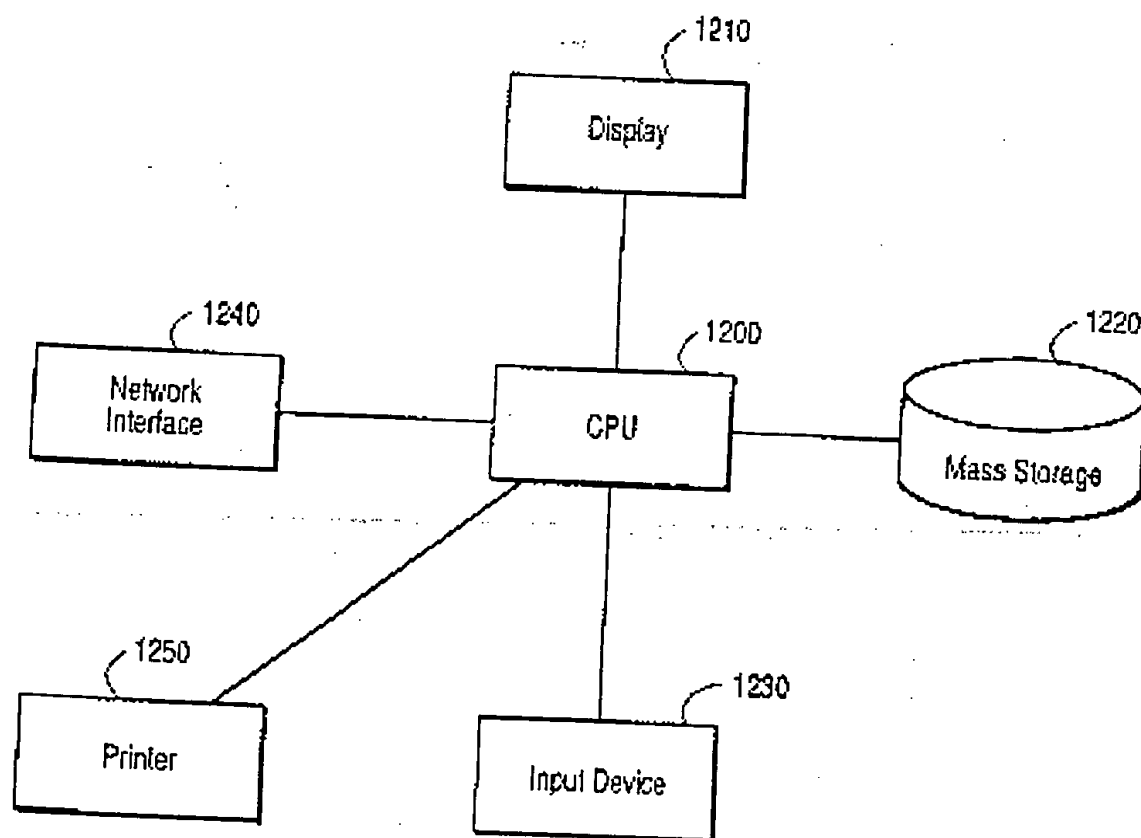 1210
Display
1240
1200
1220
Network
Interface
CPU
Mass Storage
1250
1230
Printer
Input Device